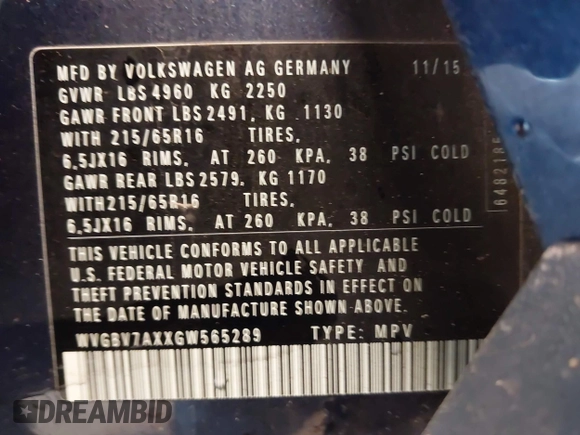 MFD BY VOLKSWAGEN AG GERMANY 11/15
GVWR LBS 4960 KG 2250
GAWR FRONT LBS 2491, KG 1130
WITH 215/65R16 TIRES,
6,5JX16 RIMS, AT 260 KPA, 38 PSI COLD
GAWR REAR LBS 2579, KG 1170
WITH215/65R16 TIRES,
6,5JX16 RIMS, AT 260 KPA, 38 PSI COLD
THIS VEHICLE CONFORMS TO ALL APPLICABLE
U.S. FEDERAL MOTOR VEHICLE SAFETY AND
THEFT PREVENTION STANDARDS IN EFFECT ON
THE DATE OF MANUFACTURE SHOWN ABOVE.
WVGBV7AXXGW565289 TYPE: MPV
DREAMBID